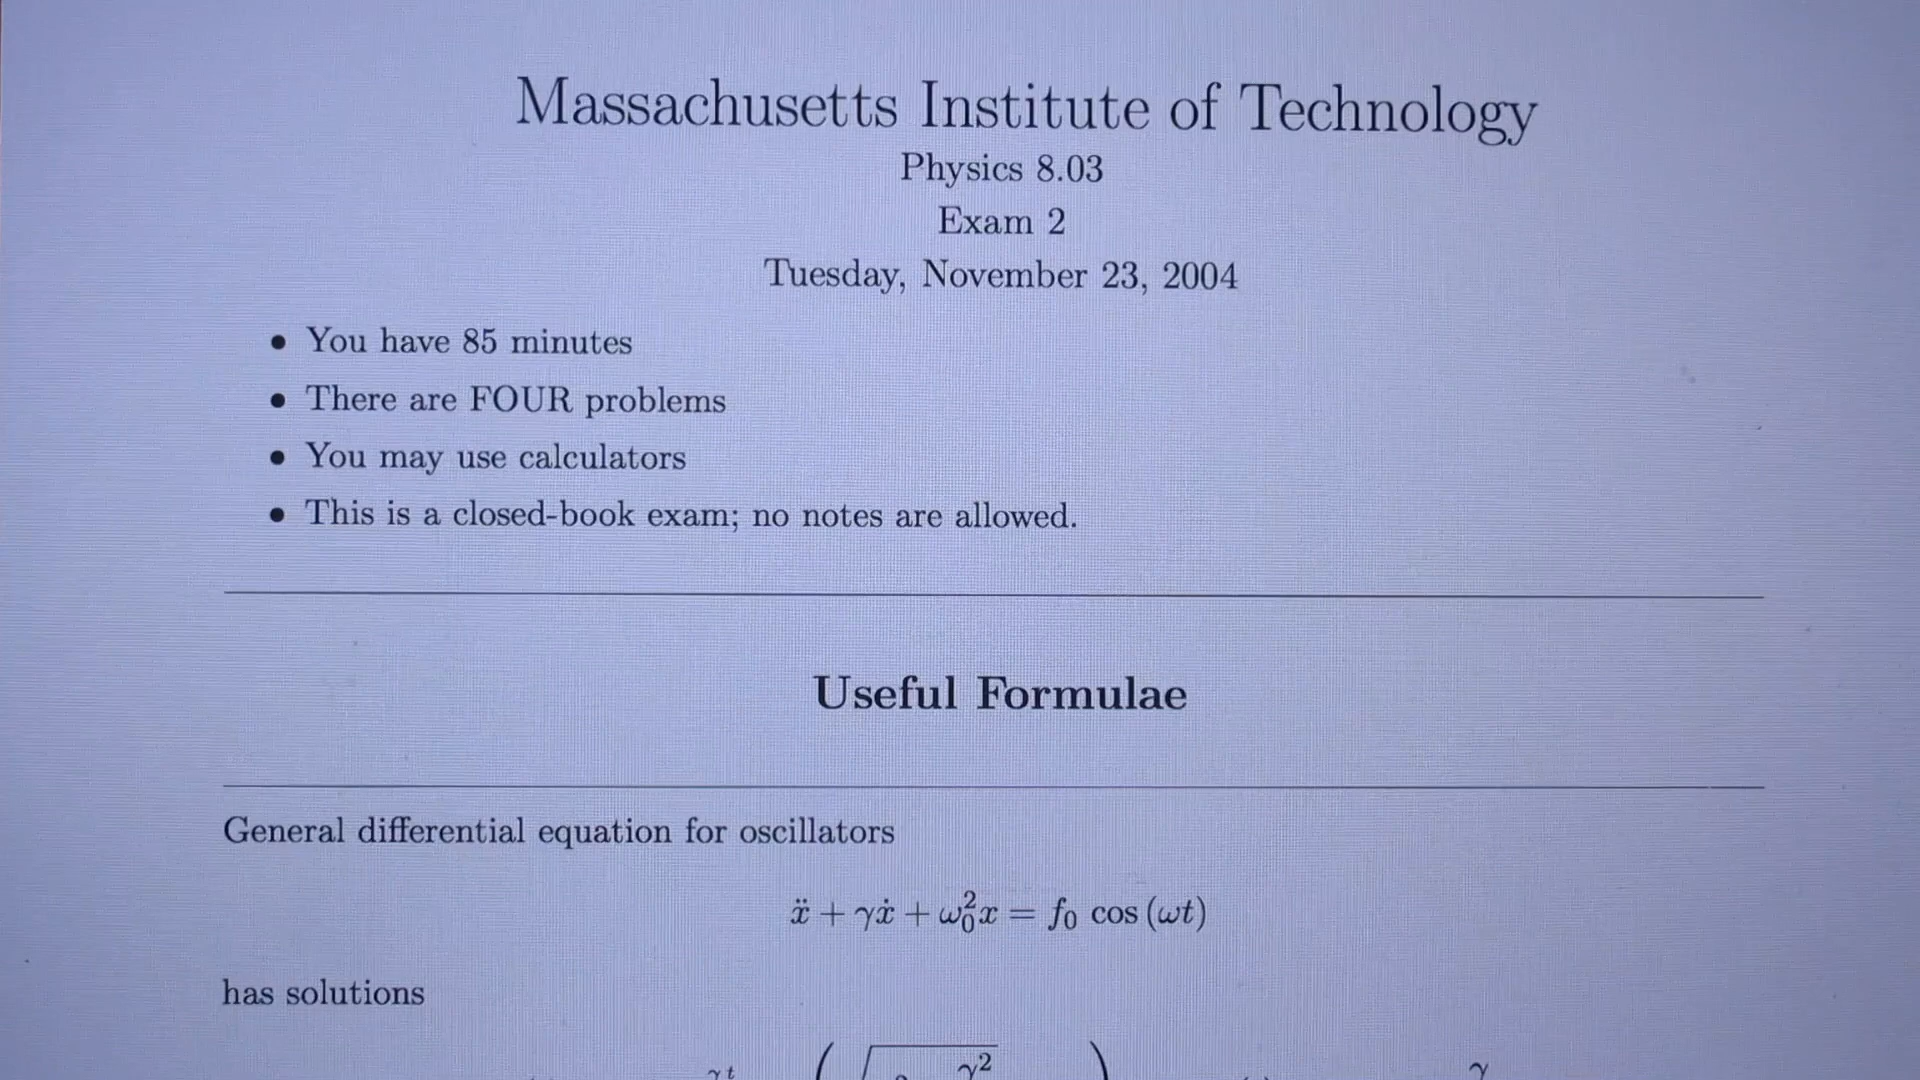 Massachusetts Institute of Technology
Physics 8.03
Exam 2
Tuesday, November 23, 2004
• You have 85 minutes
• There are FOUR problems
• You may use calculators
• This is a closed-book exam; no notes are allowed.
Useful Formulae
General differential equation for oscillators
ẍ + γẋ + ω₀²x = f₀ cos (ωt)
has solutions